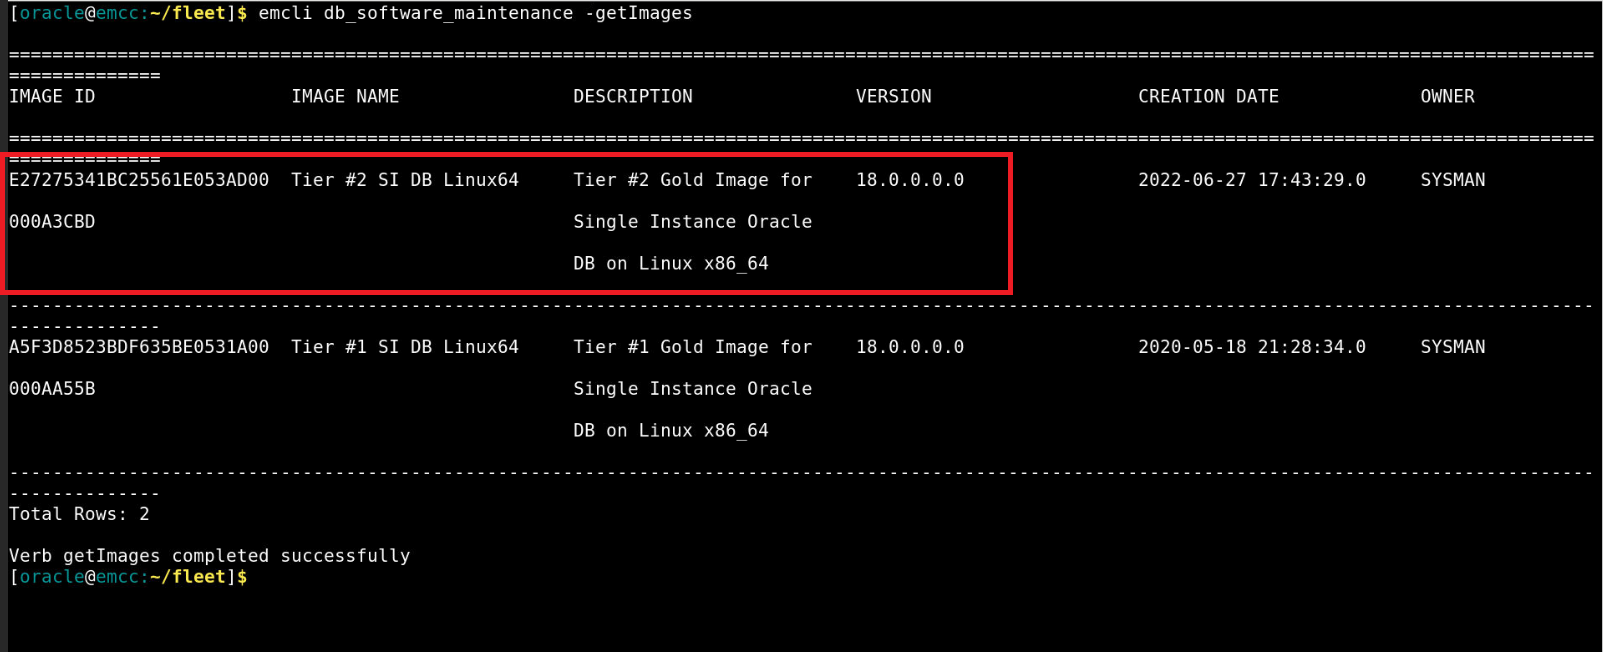 [oracle@emcc:~/fleet]$ emcli db_software_maintenance -getImages
==================================================================================================================================================
==============
IMAGE ID                  IMAGE NAME                DESCRIPTION               VERSION                   CREATION DATE             OWNER
==================================================================================================================================================
==============
E27275341BC25561E053AD00  Tier #2 SI DB Linux64     Tier #2 Gold Image for    18.0.0.0.0                2022-06-27 17:43:29.0     SYSMAN
000A3CBD                                            Single Instance Oracle
                                                    DB on Linux x86_64
--------------------------------------------------------------------------------------------------------------------------------------------------
--------------
A5F3D8523BDF635BE0531A00  Tier #1 SI DB Linux64     Tier #1 Gold Image for    18.0.0.0.0                2020-05-18 21:28:34.0     SYSMAN
000AA55B                                            Single Instance Oracle
                                                    DB on Linux x86_64
--------------------------------------------------------------------------------------------------------------------------------------------------
--------------
Total Rows: 2
Verb getImages completed successfully
[oracle@emcc:~/fleet]$